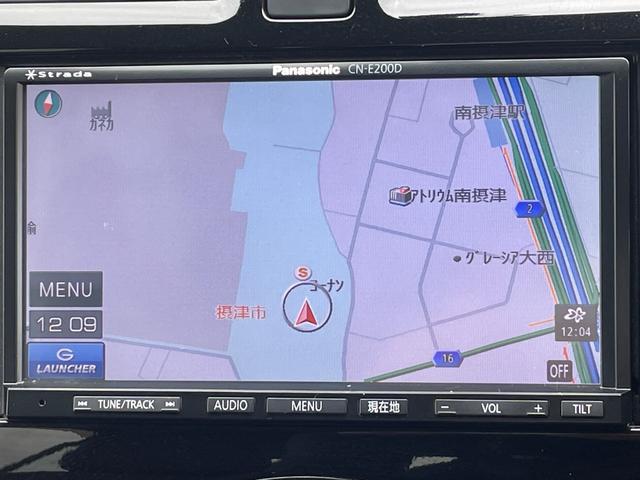 Strada
Panasonic CN-E200D
カネカ
南摂津駅
アトリウム南摂津
2
グレーシア大西
MENU
S
コーナン
摂津市
12 09
12:04
G
LAUNCHER
16
OFF
TUNE/TRACK
AUDIO
MENU
現在地
− VOL +
TILT